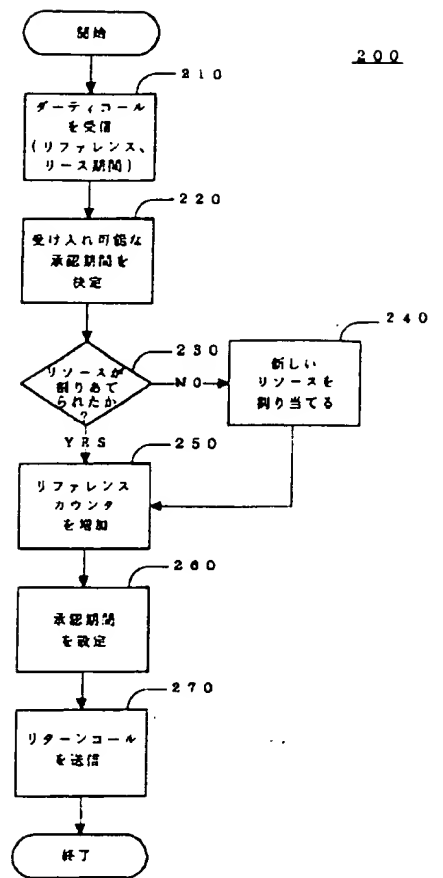 開始
200
210
ダーティコール
を受信
(リファレンス、
リース期間)
220
受け入れ可能な
承認期間を
決定
230
リソースが
割りあて
られたか
?
NO
240
新しい
リソースを
割り当てる
YRS
250
リファレンス
カウンタ
を増加
260
承認期間
を設定
270
リターンコール
を送信
終了